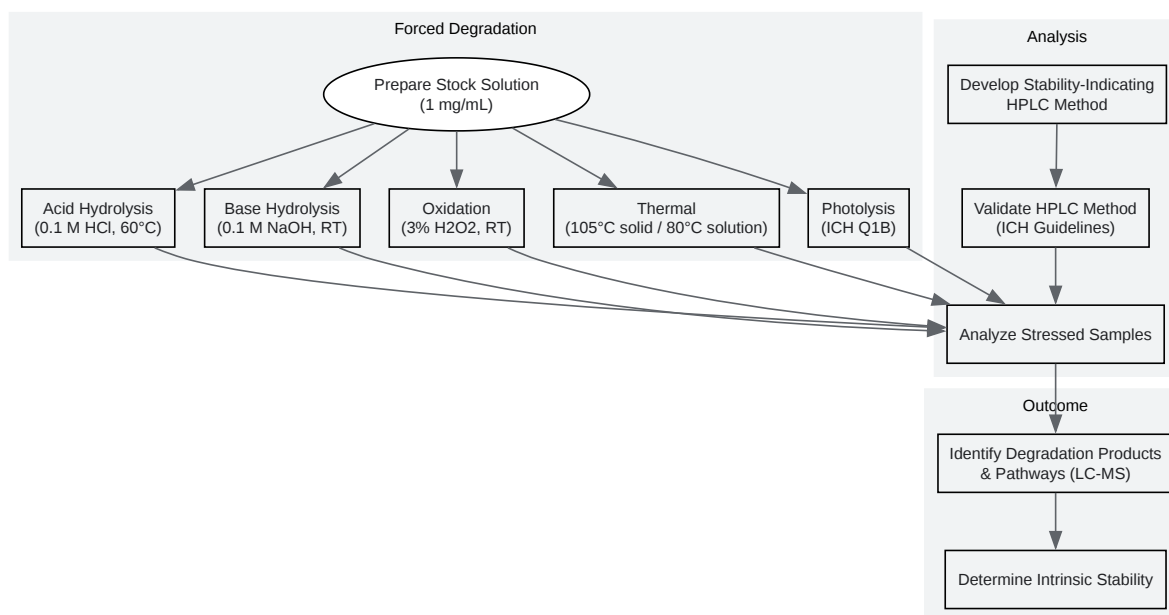 Forced Degradation
Prepare Stock Solution
(1 mg/mL)
Acid Hydrolysis
(0.1 M HCl, 60°C)
Base Hydrolysis
(0.1 M NaOH, RT)
Oxidation
(3% H2O2, RT)
Thermal
(105°C solid / 80°C solution)
Photolysis
(ICH Q1B)
Analysis
Develop Stability-Indicating
HPLC Method
Validate HPLC Method
(ICH Guidelines)
Analyze Stressed Samples
Outcome
Identify Degradation Products
& Pathways (LC-MS)
Determine Intrinsic Stability